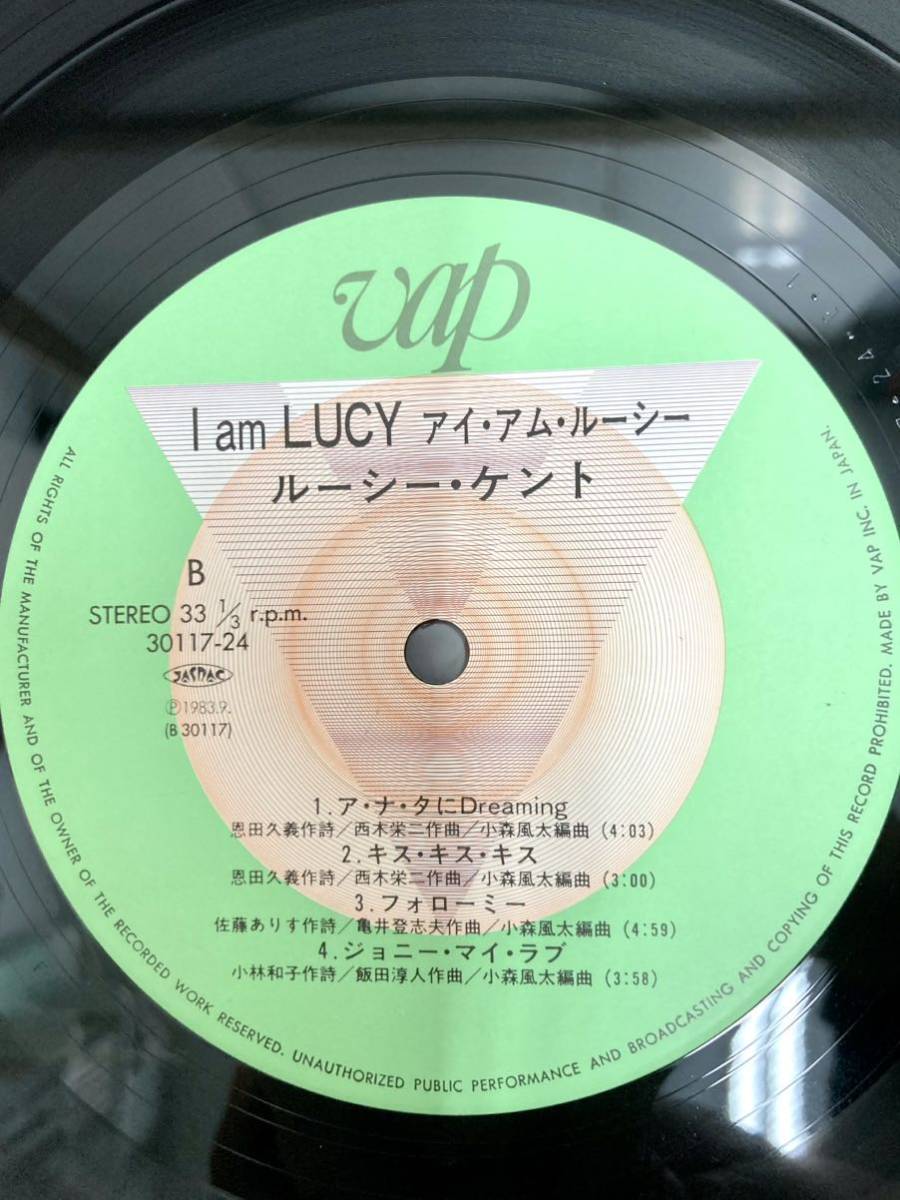 vap
I am LUCY アイ・アム・ルーシー
ルーシー・ケント
B
STEREO 33 1/3 r.p.m.
30117-24
JASRAC
Ⓟ1983.9.
(B 30117)
1.ア・ナ・タにDreaming
恩田久義作詩/西木栄二作曲/小森風太編曲 (4:03)
2.キス・キス・キス
恩田久義作詩/西木栄二作曲/小森風太編曲 (3:00)
3.フォローミー
佐藤ありす作詩/亀井登志夫作曲/小森風太編曲 (4:59)
4.ジョニー・マイ・ラブ
小林和子作詩/飯田淳人作曲/小森風太編曲 (3:58)
ALL RIGHTS OF THE MANUFACTURER AND OF THE OWNER OF THE RECORDED WORK RESERVED. UNAUTHORIZED PUBLIC PERFORMANCE AND BROADCASTING AND COPYING OF THIS RECORD PROHIBITED. MADE BY VAP INC. IN JAPAN.